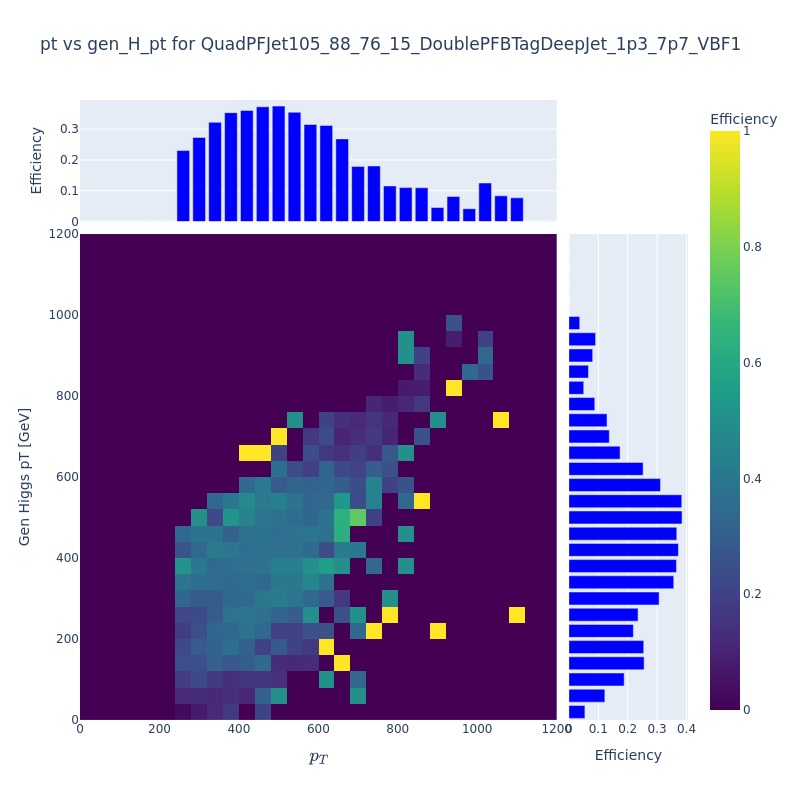 pt vs gen_H_pt for QuadPFJet105_88_76_15_DoublePFBTagDeepJet_1p3_7p7_VBF1
Efficiency
0.3
0.2
0.1
0
Efficiency
1
0.8
0.6
0.4
0.2
0
Gen Higgs pT [GeV]
1200
1000
800
600
400
200
0
0 200 400 600 800 1000 1200
p_T
0 0.1 0.2 0.3 0.4
Efficiency